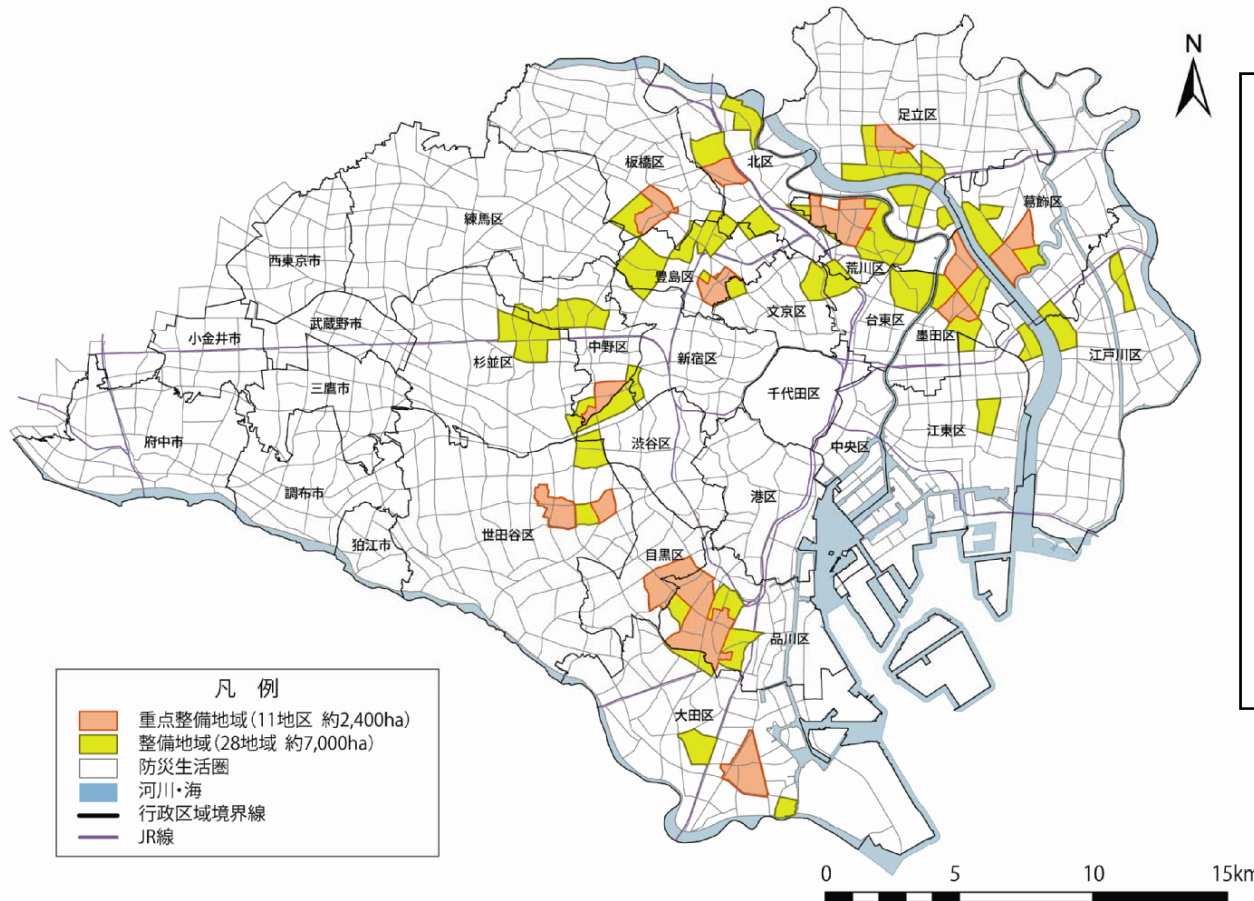 N
足立区
板橋区
北区
葛飾区
練馬区
西東京市
豊島区
荒川区
文京区
台東区
武蔵野市
小金井市
墨田区
江戸川区
中野区
杉並区
新宿区
三鷹市
千代田区
府中市
渋谷区
江東区
中央区
調布市
港区
世田谷区
狛江市
目黒区
品川区
大田区
凡 例
重点整備地域(11地区 約2,400ha)
整備地域(28地域 約7,000ha)
防災生活圏
河川・海
行政区域境界線
JR線
0 5 10 15km